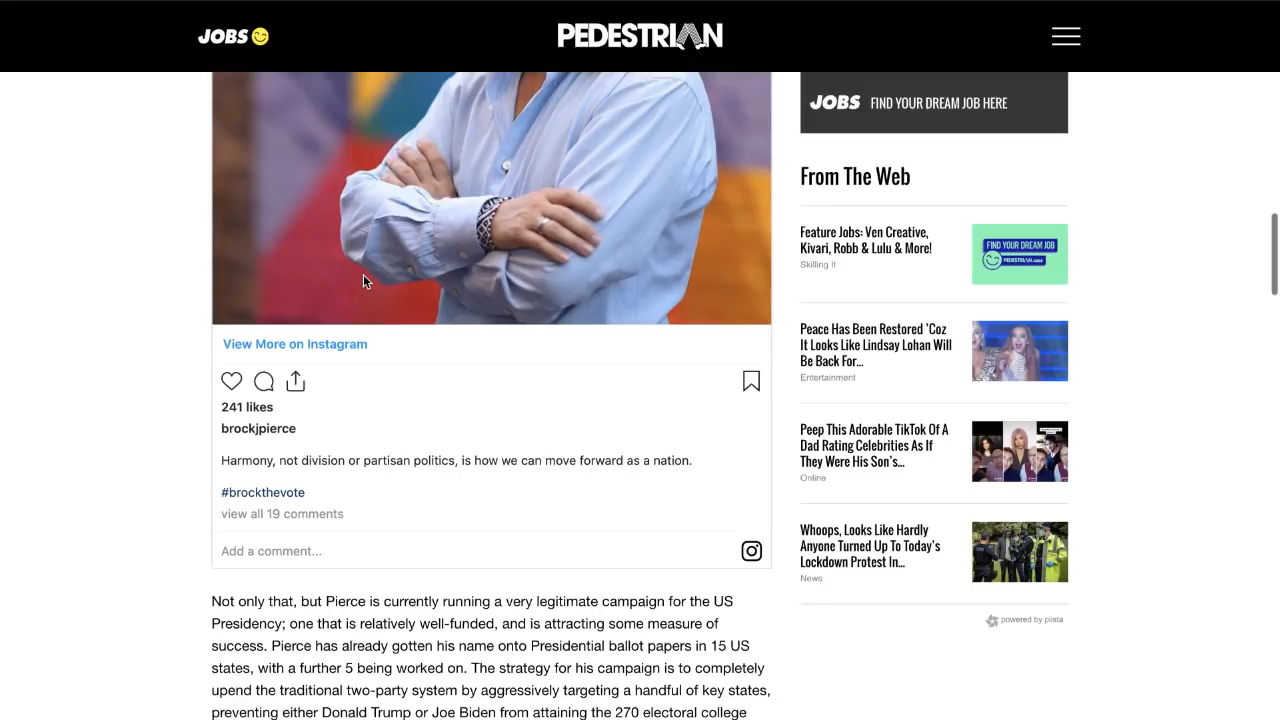 JOBS
PEDESTRIAN
JOBS FIND YOUR DREAM JOB HERE
From The Web
Feature Jobs: Ven Creative,
Kivari, Robb & Lulu & More!
Skilling It
FIND YOUR DREAM JOB
PEDESTRIAN.JOBS
Peace Has Been Restored 'Coz
It Looks Like Lindsay Lohan Will
Be Back For...
Entertainment
Peep This Adorable TikTok Of A
Dad Rating Celebrities As If
They Were His Son's...
Online
Whoops, Looks Like Hardly
Anyone Turned Up To Today's
Lockdown Protest In...
News
powered by plista
View More on Instagram
241 likes
brockjpierce
Harmony, not division or partisan politics, is how we can move forward as a nation.
#brockthevote
view all 19 comments
Add a comment...
Not only that, but Pierce is currently running a very legitimate campaign for the US
Presidency; one that is relatively well-funded, and is attracting some measure of
success. Pierce has already gotten his name onto Presidential ballot papers in 15 US
states, with a further 5 being worked on. The strategy for his campaign is to completely
upend the traditional two-party system by aggressively targeting a handful of key states,
preventing either Donald Trump or Joe Biden from attaining the 270 electoral college